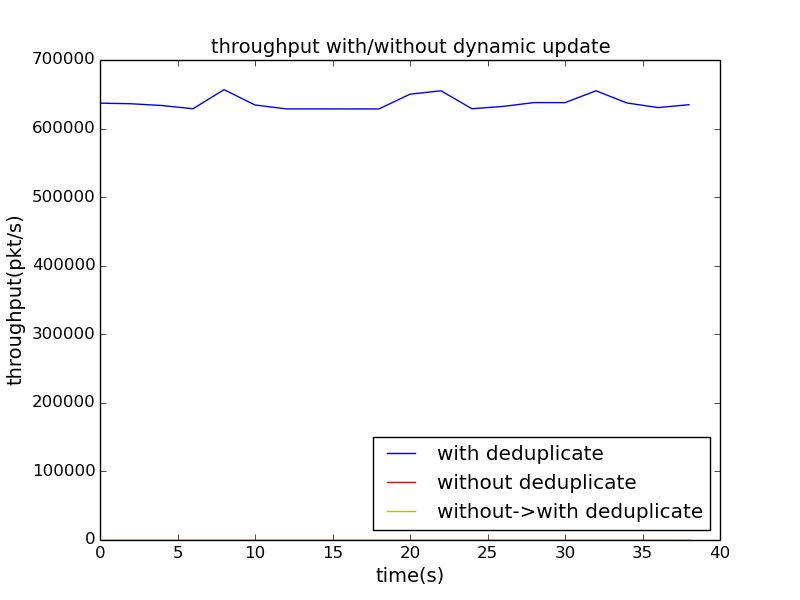 throughput with/without dynamic update
700000
600000
500000
400000
300000
200000
100000
0
throughput(pkt/s)
with deduplicate
without deduplicate
without->with deduplicate
0 5 10 15 20 25 30 35 40
time(s)